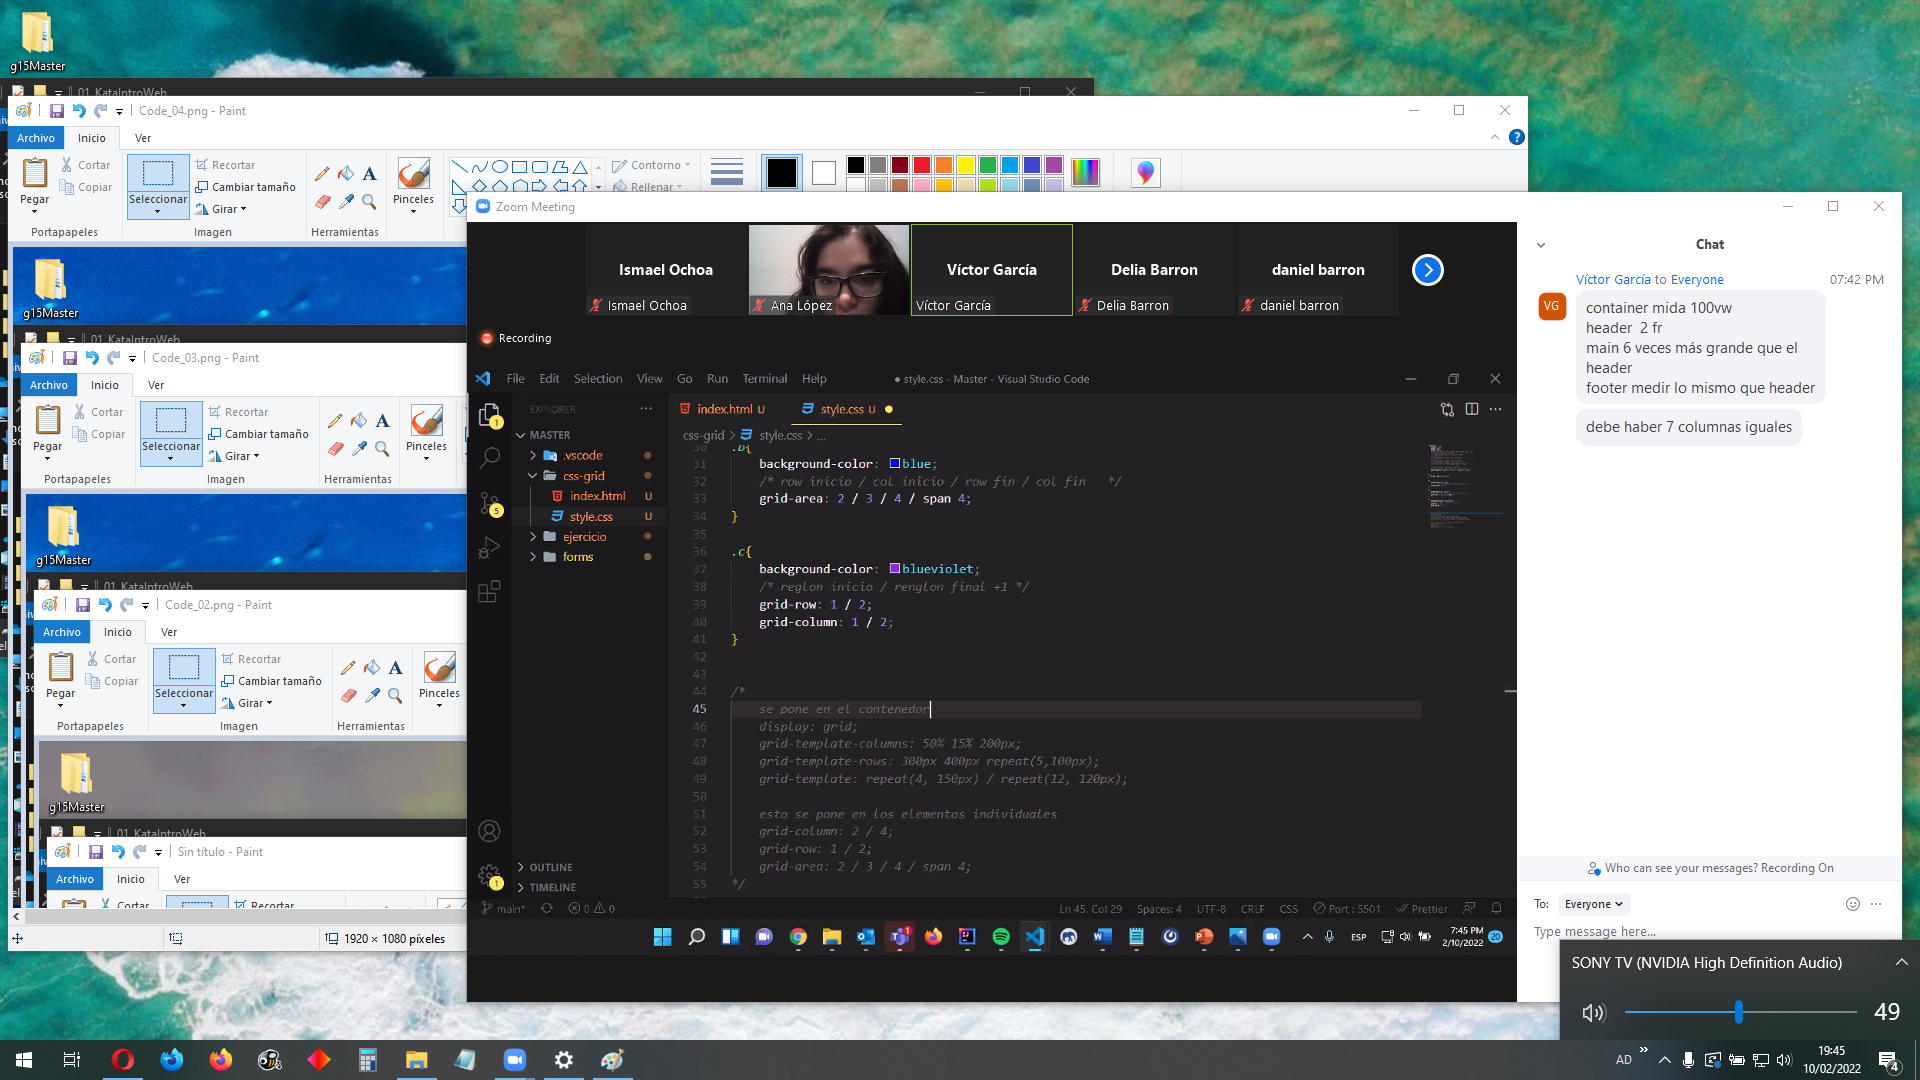 g15Master
01_KataIntroWeb
Code_04.png - Paint
Archivo
Inicio
Ver
Pegar
Cortar
Copiar
Portapapeles
Seleccionar
Recortar
Cambiar tamaño
Girar
Imagen
Herramientas
Pinceles
Contorno
Rellenar
g15Master
01_KataIntroWeb
Code_03.png - Paint
Archivo
Inicio
Ver
Pegar
Cortar
Copiar
Portapapeles
Seleccionar
Recortar
Cambiar tamaño
Girar
Imagen
Herramientas
Pinceles
g15Master
01_KataIntroWeb
Code_02.png - Paint
Archivo
Inicio
Ver
Pegar
Cortar
Copiar
Portapapeles
Seleccionar
Recortar
Cambiar tamaño
Girar
Imagen
Herramientas
Pinceles
g15Master
01_KataIntroWeb
Sin título - Paint
Archivo
Inicio
Ver
Cortar
Recortar
1920 × 1080 píxeles
Zoom Meeting
Ismael Ochoa
Ismael Ochoa
Ana López
Víctor García
Víctor García
Delia Barron
Delia Barron
daniel barron
daniel barron
Recording
File Edit Selection View Go Run Terminal Help
● style.css - Master - Visual Studio Code
EXPLORER
MASTER
.vscode
css-grid
index.html U
style.css U
ejercicio
forms
OUTLINE
TIMELINE
index.html U
style.css U
css-grid > style.css > ...
30 .b{
31 background-color: blue;
32 /* row inicio / col inicio / row fin / col fin */
33 grid-area: 2 / 3 / 4 / span 4;
34 }
35
36 .c{
37 background-color: blueviolet;
38 /* reglon inicio / renglon final +1 */
39 grid-row: 1 / 2;
40 grid-column: 1 / 2;
41 }
42
43
44 /*
45 se pone en el contenedor
46 display: grid;
47 grid-template-columns: 50% 15% 200px;
48 grid-template-rows: 300px 400px repeat(5,100px);
49 grid-template: repeat(4, 150px) / repeat(12, 120px);
50
51 esto se pone en los elementos individuales
52 grid-column: 2 / 4;
53 grid-row: 1 / 2;
54 grid-area: 2 / 3 / 4 / span 4;
55 */
main* 0 0
Ln 45, Col 29 Spaces: 4 UTF-8 CRLF CSS Port : 5501 Prettier
ESP
7:45 PM
2/10/2022
20
Chat
Víctor García to Everyone 07:42 PM
VG
container mida 100vw
header 2 fr
main 6 veces más grande que el
header
footer medir lo mismo que header
debe haber 7 columnas iguales
Who can see your messages? Recording On
To: Everyone
Type message here...
SONY TV (NVIDIA High Definition Audio)
49
AD
19:45
10/02/2022
4